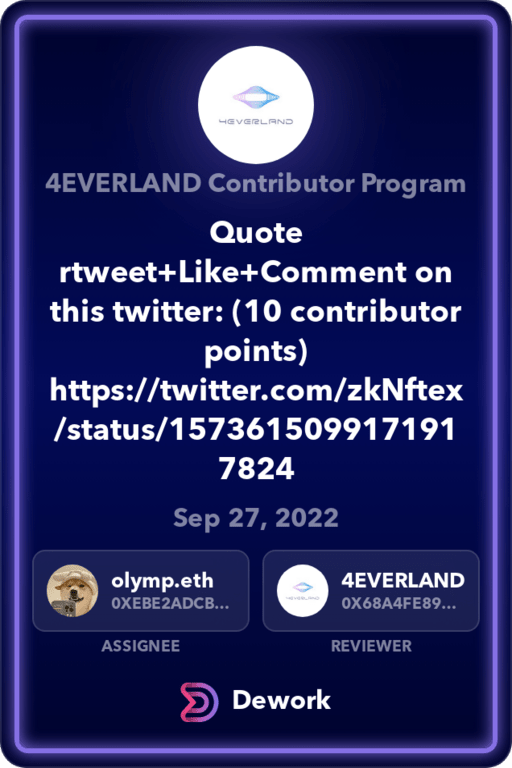 4EVERLAND
4EVERLAND Contributor Program
Quote
rtweet+Like+Comment on
this twitter: (10 contributor
points)
https://twitter.com/zkNftex
/status/157361509917191
7824
Sep 27, 2022
olymp.eth
0XEBE2ADCB...
4EVERLAND
4EVERLAND
0X68A4FE89...
ASSIGNEE
REVIEWER
Dework